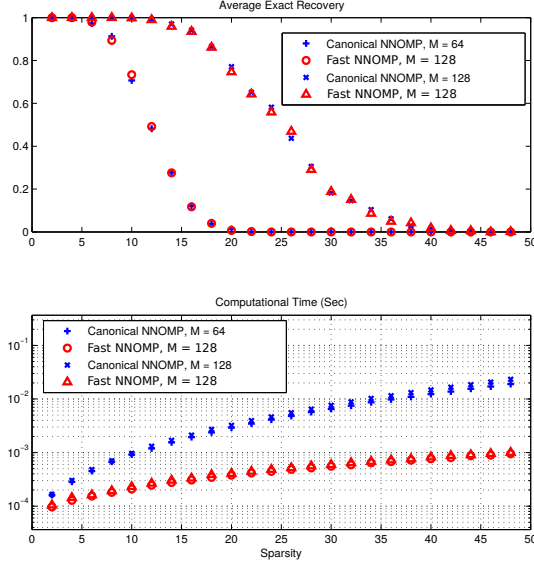 Average Exact Recovery
1
0.8
0.6
0.4
0.2
0
Canonical NNOMP, M = 64
Fast NNOMP, M = 128
Canonical NNOMP, M = 128
Fast NNOMP, M = 128
0 5 10 15 20 25 30 35 40 45 50
Computational Time (Sec)
10⁻¹
10⁻²
10⁻³
10⁻⁴
Canonical NNOMP, M = 64
Fast NNOMP, M = 128
Canonical NNOMP, M = 128
Fast NNOMP, M = 128
0 5 10 15 20 25 30 35 40 45 50
Sparsity